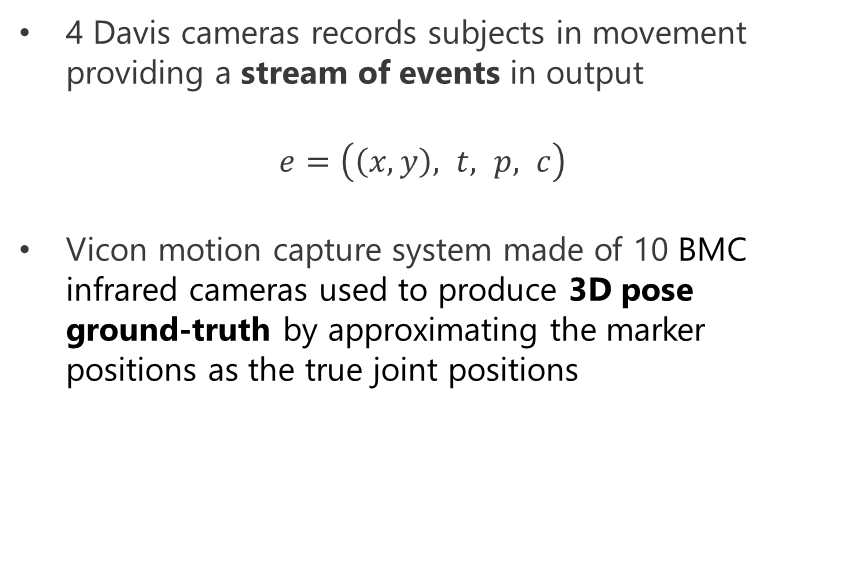 • 4 Davis cameras records subjects in movement
providing a stream of events in output
e = ((x, y), t, p, c)
• Vicon motion capture system made of 10 BMC
infrared cameras used to produce 3D pose
ground-truth by approximating the marker
positions as the true joint positions